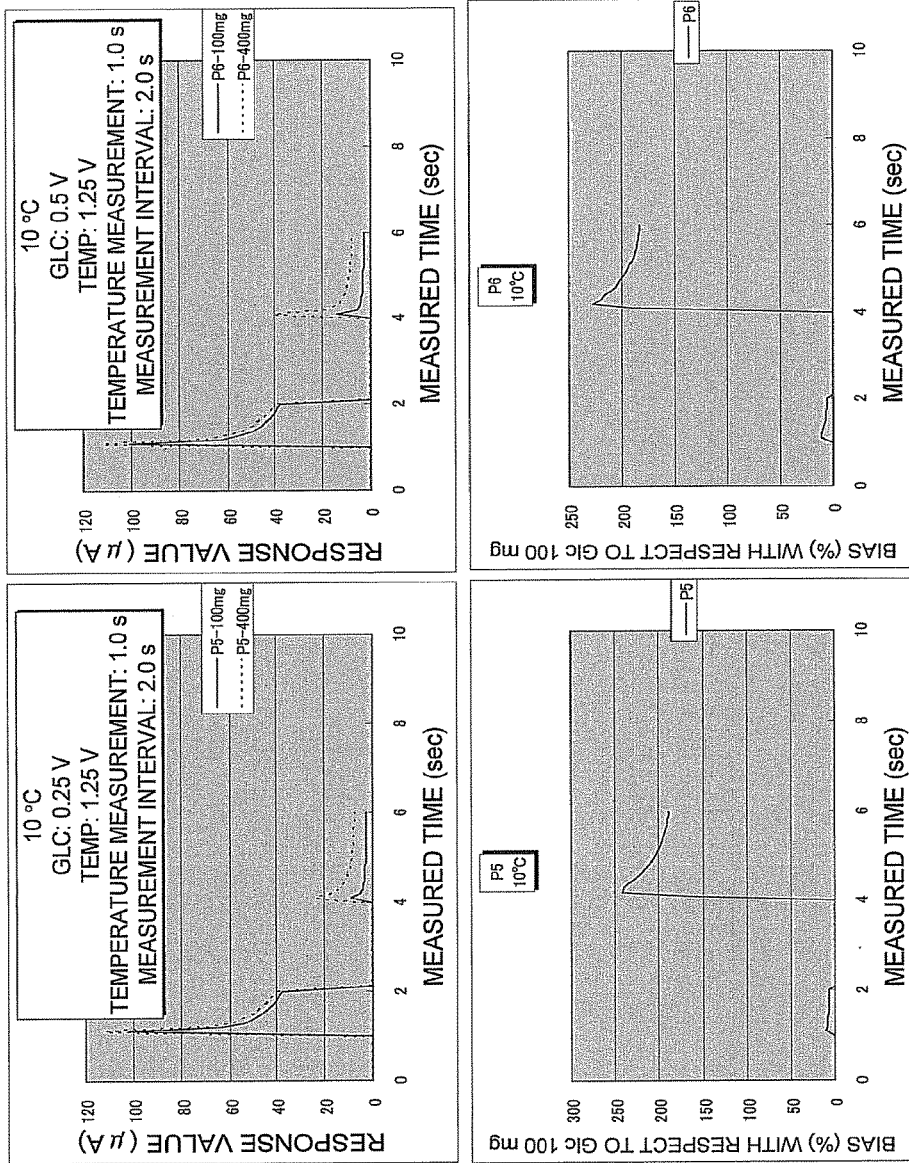 10 °C
GLC: 0.25 V
TEMP: 1.25 V
TEMPERATURE MEASUREMENT: 1.0 s
MEASUREMENT INTERVAL: 2.0 s
P5-100mg
P5-400mg
RESPONSE VALUE (μA)
120
100
80
60
40
20
0
0
2
4
6
8
10
MEASURED TIME (sec)
10 °C
GLC: 0.5 V
TEMP: 1.25 V
TEMPERATURE MEASUREMENT: 1.0 s
MEASUREMENT INTERVAL: 2.0 s
P6-100mg
P6-400mg
RESPONSE VALUE (μA)
120
100
80
60
40
20
0
0
2
4
6
8
10
MEASURED TIME (sec)
P5
10°C
P5
BIAS (%) WITH RESPECT TO Glc 100 mg
300
250
200
150
100
50
0
0
2
4
6
8
10
MEASURED TIME (sec)
P6
10°C
P6
BIAS (%) WITH RESPECT TO Glc 100 mg
250
200
150
100
50
0
0
2
4
6
8
10
MEASURED TIME (sec)